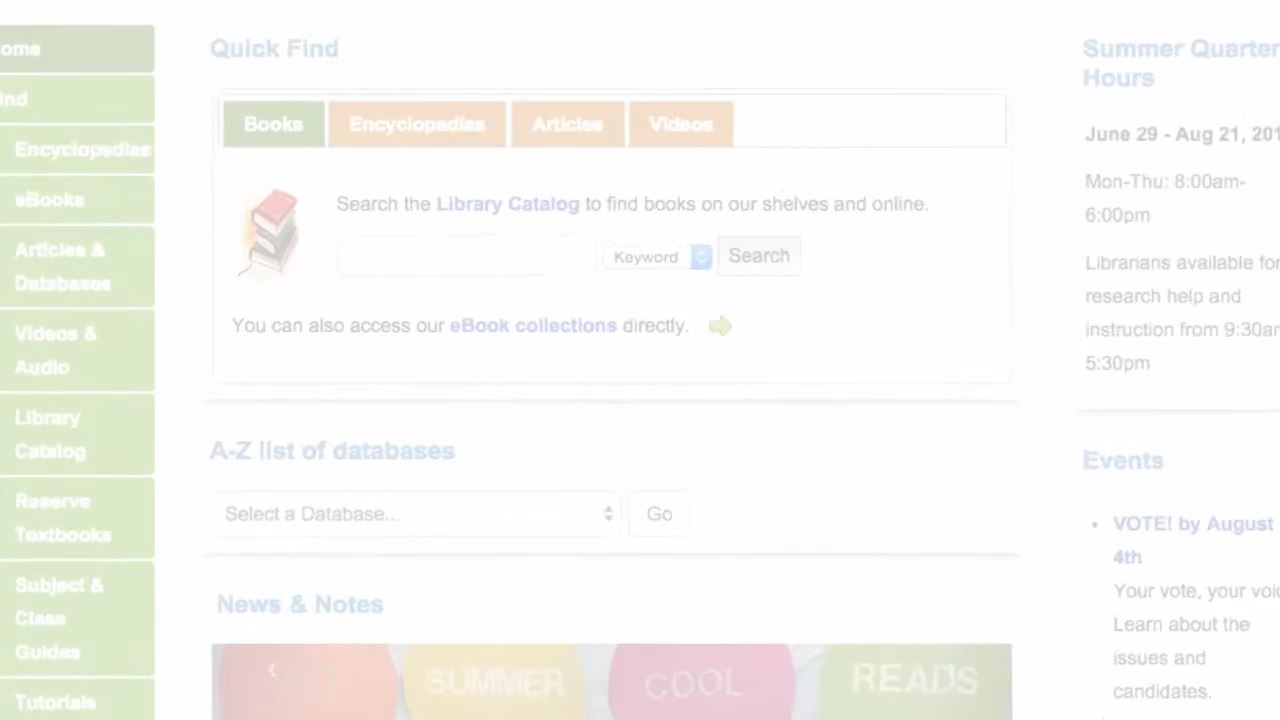 ome
ind
Encyclopedias
eBooks
Articles &
Databases
Videos &
Audio
Library
Catalog
Reserve
Textbooks
Subject &
Class
Guides
Tutorials
Quick Find
Books Encyclopedias Articles Videos
Search the Library Catalog to find books on our shelves and online.
Keyword Search
You can also access our eBook collections directly.
A-Z list of databases
Select a Database... Go
News & Notes
SUMMER COOL READS
Summer Quarter
Hours
June 29 - Aug 21, 201
Mon-Thu: 8:00am-
6:00pm
Librarians available for
research help and
instruction from 9:30am
5:30pm
Events
VOTE! by August
4th
Your vote, your voic
Learn about the
issues and
candidates.